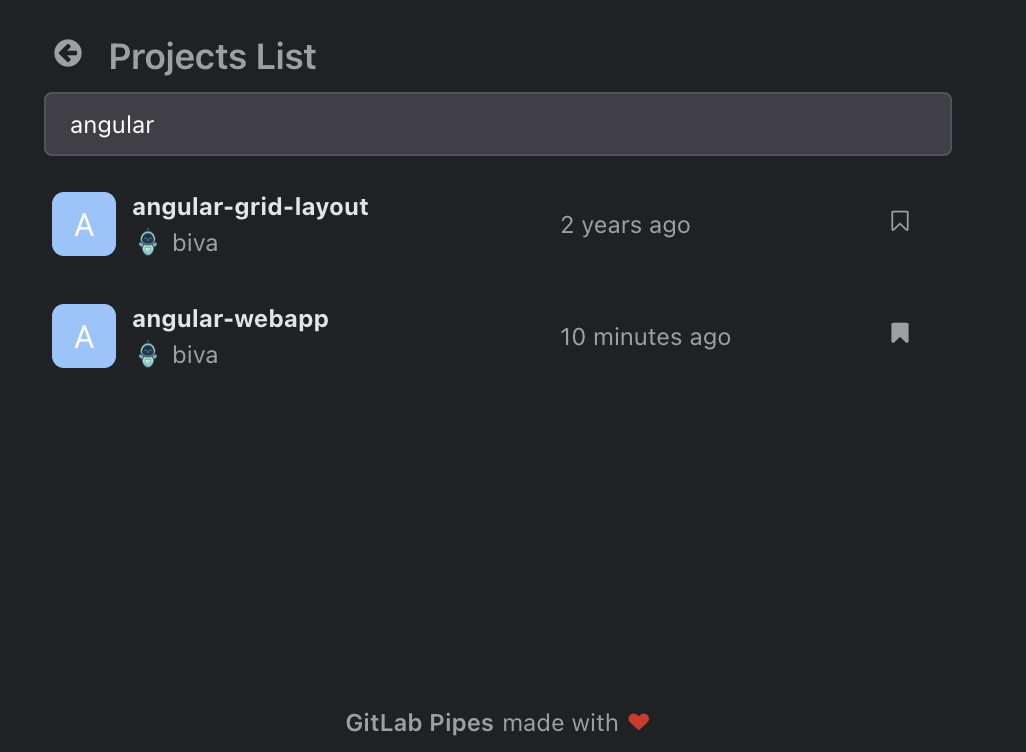 Projects List
angular
A
angular-grid-layout
biva
2 years ago
A
angular-webapp
biva
10 minutes ago
GitLab Pipes made with ❤